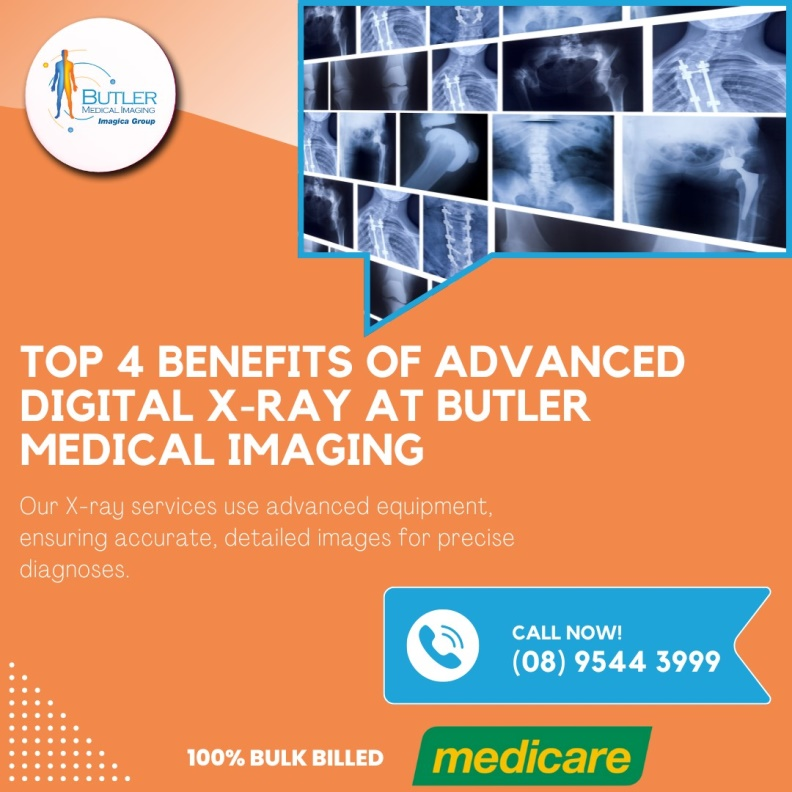 BUTLER
MEDICAL IMAGING
Imagica Group
TOP 4 BENEFITS OF ADVANCED
DIGITAL X-RAY AT BUTLER
MEDICAL IMAGING
Our X-ray services use advanced equipment,
ensuring accurate, detailed images for precise
diagnoses.
CALL NOW!
(08) 9544 3999
100% BULK BILLED
medicare